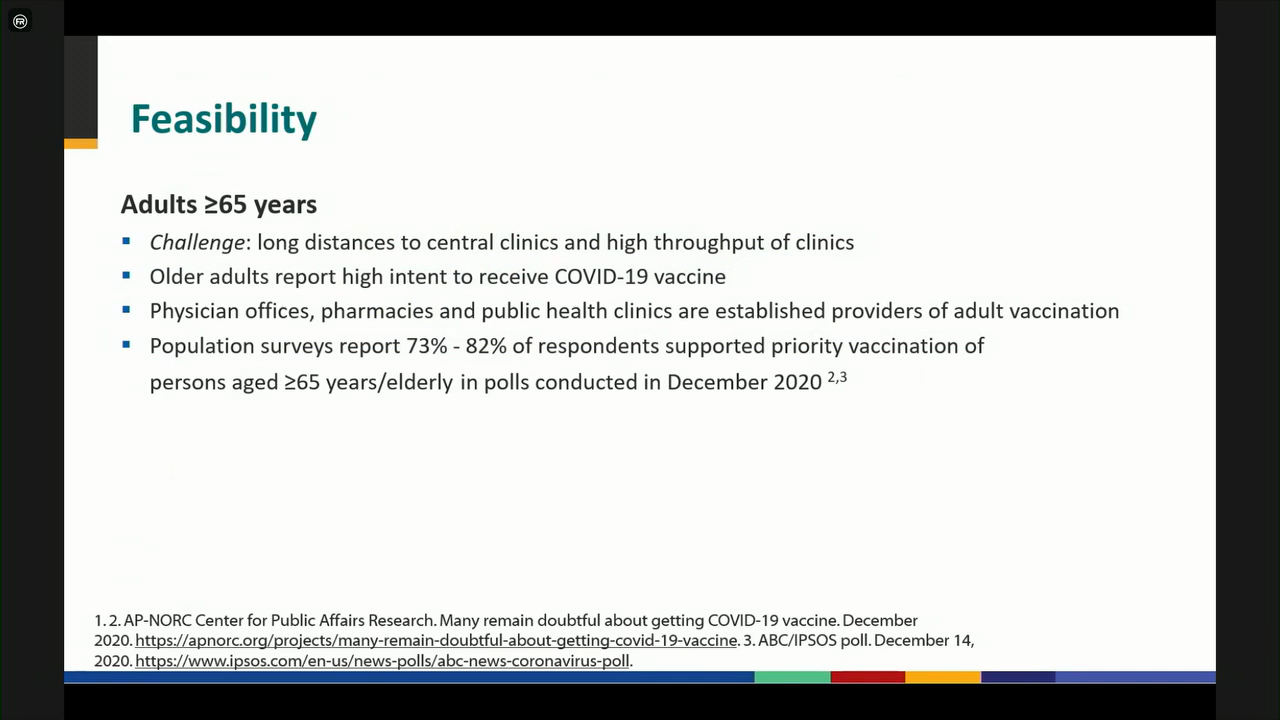 FR
Feasibility
Adults ≥65 years
▪ Challenge: long distances to central clinics and high throughput of clinics
▪ Older adults report high intent to receive COVID-19 vaccine
▪ Physician offices, pharmacies and public health clinics are established providers of adult vaccination
▪ Population surveys report 73% - 82% of respondents supported priority vaccination of
persons aged ≥65 years/elderly in polls conducted in December 2020 2,3
1. 2. AP-NORC Center for Public Affairs Research. Many remain doubtful about getting COVID-19 vaccine. December
2020. https://apnorc.org/projects/many-remain-doubtful-about-getting-covid-19-vaccine. 3. ABC/IPSOS poll. December 14,
2020. https://www.ipsos.com/en-us/news-polls/abc-news-coronavirus-poll.